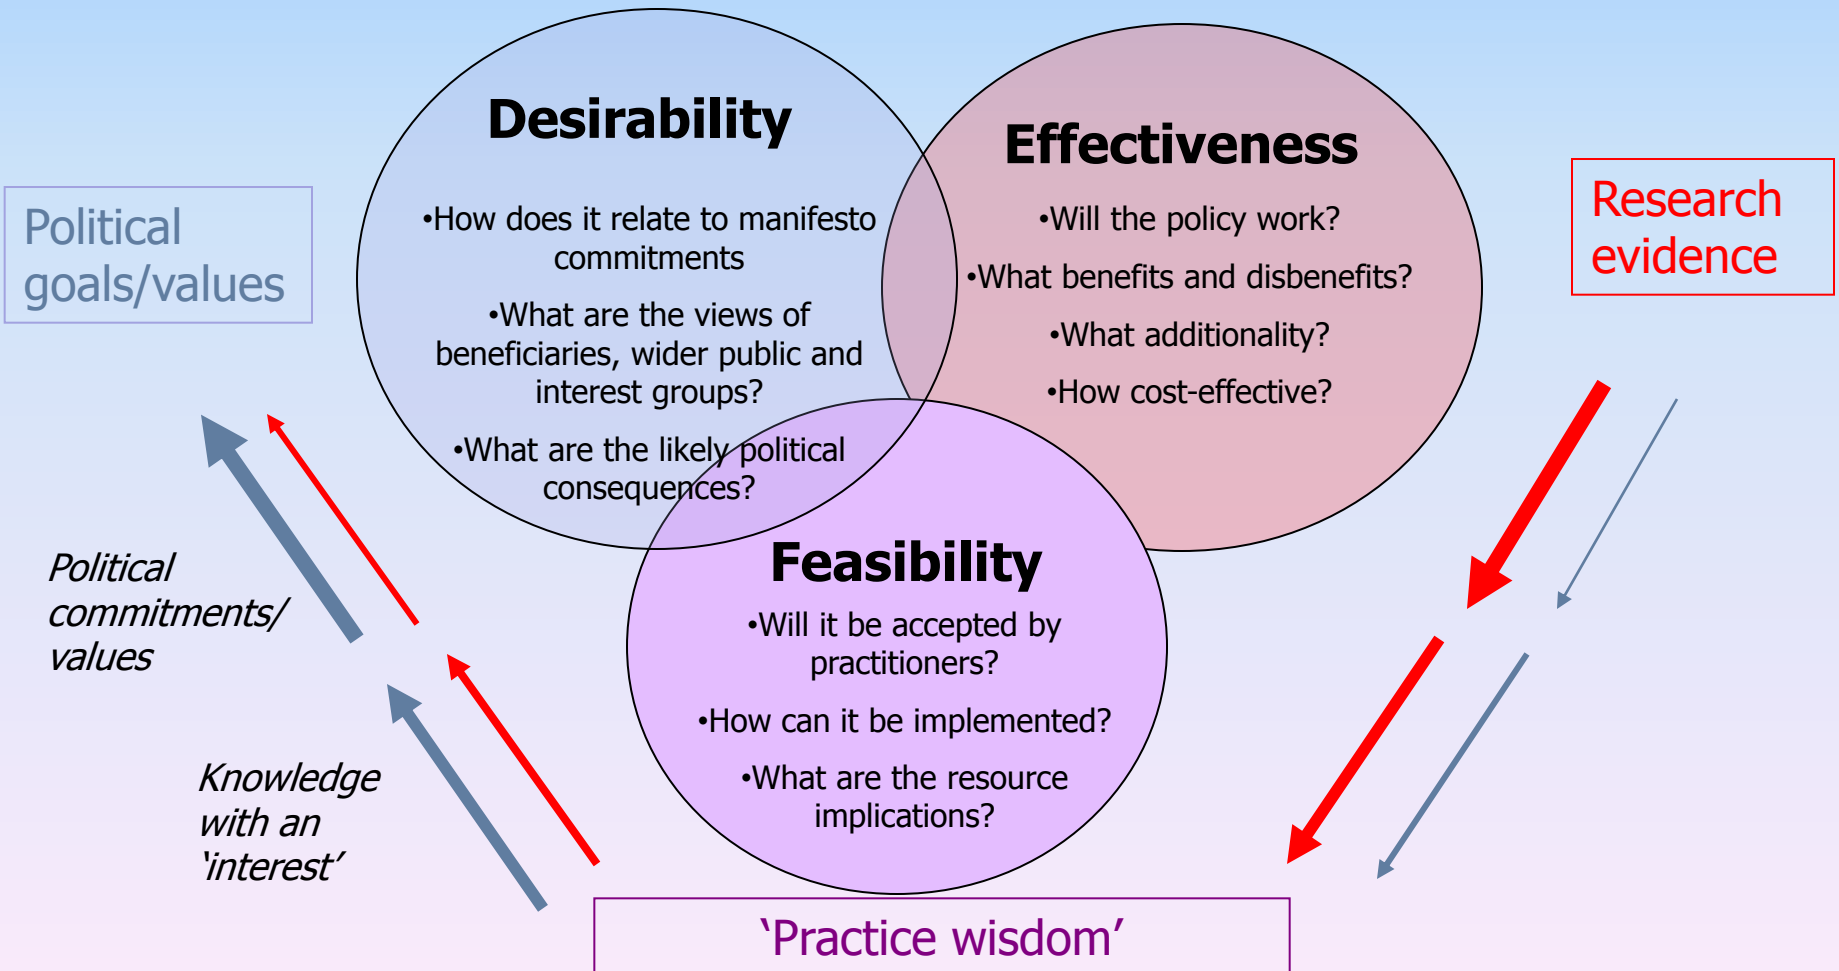 Desirability
•How does it relate to manifesto
commitments
•What are the views of
beneficiaries, wider public and
interest groups?
•What are the likely political
consequences?
Effectiveness
•Will the policy work?
•What benefits and disbenefits?
•What additionality?
•How cost-effective?
Political
goals/values
Research
evidence
Feasibility
•Will it be accepted by
practitioners?
•How can it be implemented?
•What are the resource
implications?
Political
commitments/
values
Knowledge
with an
‘interest’
‘Practice wisdom’